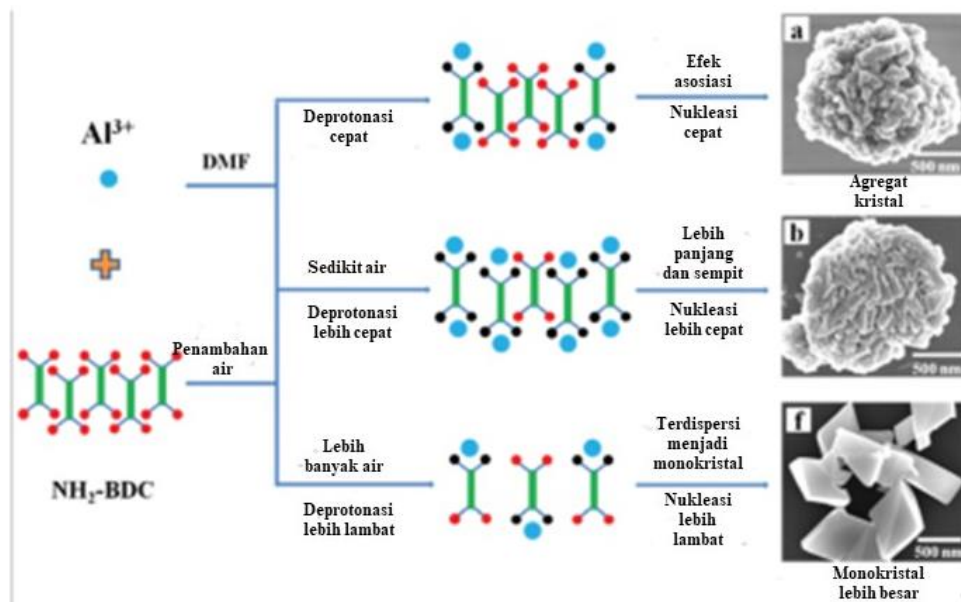 Al³⁺
NH₂-BDC
DMF
Penambahan
air
Deprotonasi
cepat
Efek
asosiasi
Nukleasi
cepat
a
500 nm
Agregat
kristal
Sedikit air
Deprotonasi
lebih cepat
Lebih
panjang
dan sempit
Nukleasi
lebih cepat
b
500 nm
Lebih
banyak air
Deprotonasi
lebih lambat
Terdispersi
menjadi
monokristal
Nukleasi
lebih
lambat
f
500 nm
Monokristal
lebih besar